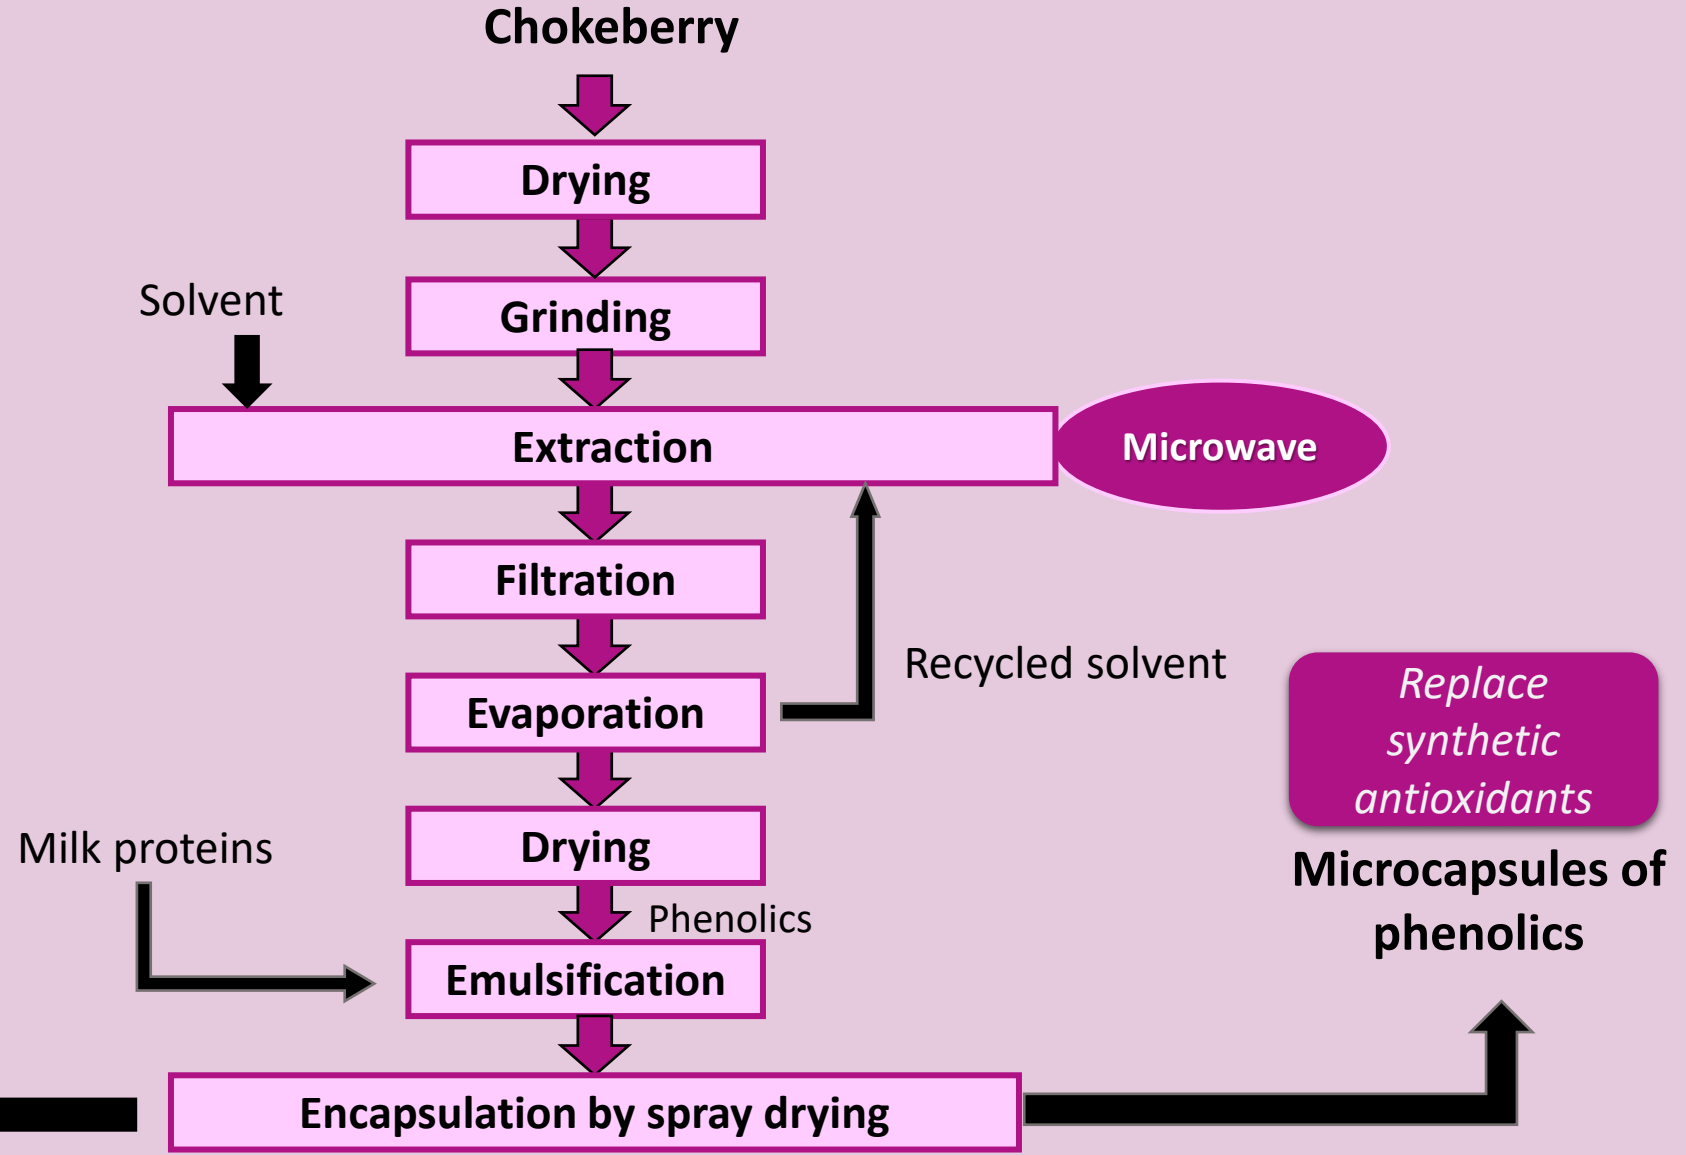 Chokeberry
Drying
Grinding
Solvent
Extraction
Microwave
Filtration
Recycled solvent
Evaporation
Replace
synthetic
antioxidants
Drying
Milk proteins
Microcapsules of
phenolics
Phenolics
Emulsification
Encapsulation by spray drying